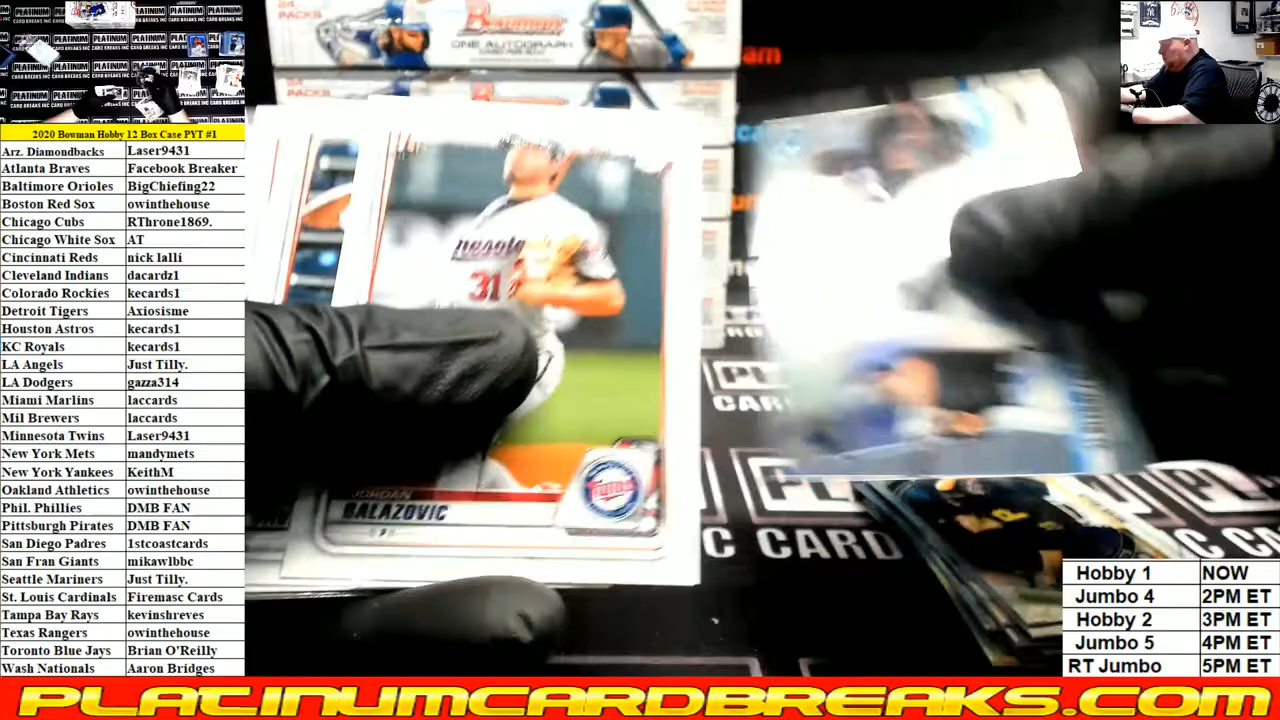 2020 Bowman Hobby 12 Box Case PYT #1
Arz. Diamondbacks Laser9431
Atlanta Braves Facebook Breaker
Baltimore Orioles BigChiefing22
Boston Red Sox owinthehouse
Chicago Cubs RThrone1869.
Chicago White Sox AT
Cincinnati Reds nick lalli
Cleveland Indians dacardz1
Colorado Rockies kecards1
Detroit Tigers Axiosisme
Houston Astros kecards1
KC Royals kecards1
LA Angels Just Tilly.
LA Dodgers gazza314
Miami Marlins laccards
Mil Brewers laccards
Minnesota Twins Laser9431
New York Mets mandymets
New York Yankees KeithM
Oakland Athletics owinthehouse
Phil. Phillies DMB FAN
Pittsburgh Pirates DMB FAN
San Diego Padres 1stcoastcards
San Fran Giants mikawlbbc
Seattle Mariners Just Tilly.
St. Louis Cardinals Firemasc Cards
Tampa Bay Rays kevinshreves
Texas Rangers owinthehouse
Toronto Blue Jays Brian O'Reilly
Wash Nationals Aaron Bridges
24 PACKS
Bowman
ONE AUTOGRAPH
PACKS
31
JORDAN
BALAZOVIC
C CARD
Hobby 1 NOW
Jumbo 4 2PM ET
Hobby 2 3PM ET
Jumbo 5 4PM ET
RT Jumbo 5PM ET
PLATINUMCARDBREAKS.COM